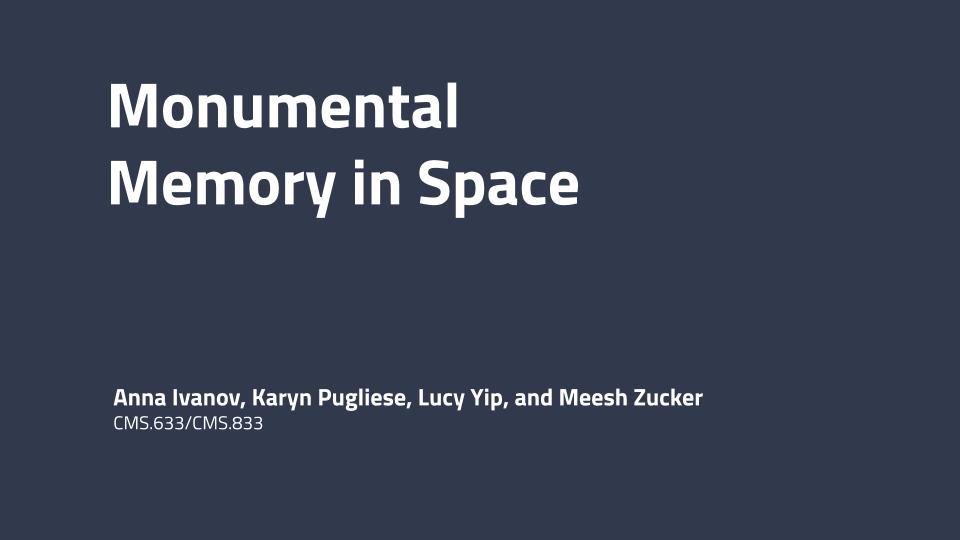 Monumental
Memory in Space
Anna Ivanov, Karyn Pugliese, Lucy Yip, and Meesh Zucker
CMS.633/CMS.833